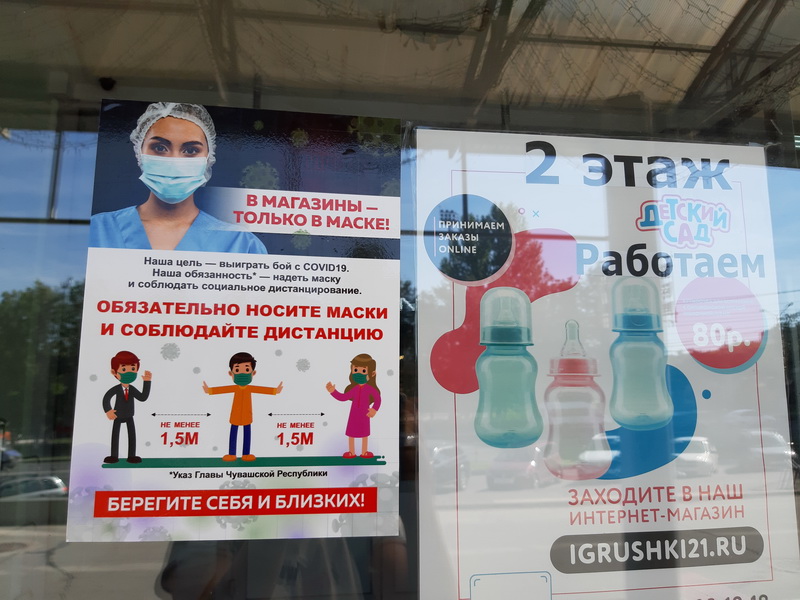 В МАГАЗИНЫ –
ТОЛЬКО В МАСКЕ!
Наша цель — выиграть бой с COVID19.
Наша обязанность* — надеть маску
и соблюдать социальное дистанцирование.
ОБЯЗАТЕЛЬНО НОСИТЕ МАСКИ
И СОБЛЮДАЙТЕ ДИСТАНЦИЮ
НЕ МЕНЕЕ
1,5М
НЕ МЕНЕЕ
1,5М
*Указ Главы Чувашской Республики
БЕРЕГИТЕ СЕБЯ И БЛИЗКИХ!
2 этаж
ПРИНИМАЕМ
ЗАКАЗЫ
ONLINE
ДЕТСКИЙ
САД
Работаем
80р.
ЗАХОДИТЕ В НАШ
ИНТЕРНЕТ-МАГАЗИН
IGRUSHKI21.RU